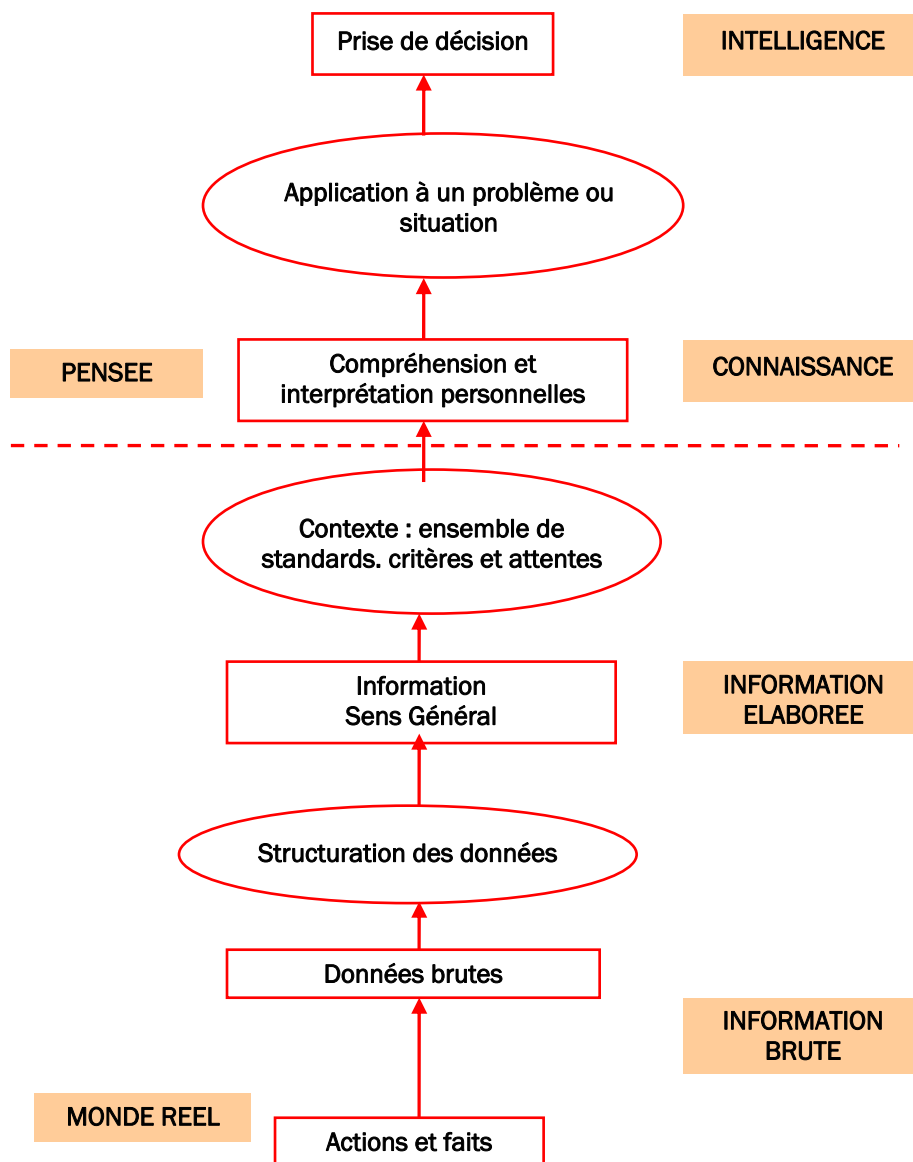 Prise de décision
INTELLIGENCE
Application à un problème ou
situation
PENSEE
Compréhension et
interprétation personnelles
CONNAISSANCE
Contexte : ensemble de
standards. critères et attentes
Information
Sens Général
INFORMATION
ELABOREE
Structuration des données
Données brutes
INFORMATION
BRUTE
MONDE REEL
Actions et faits